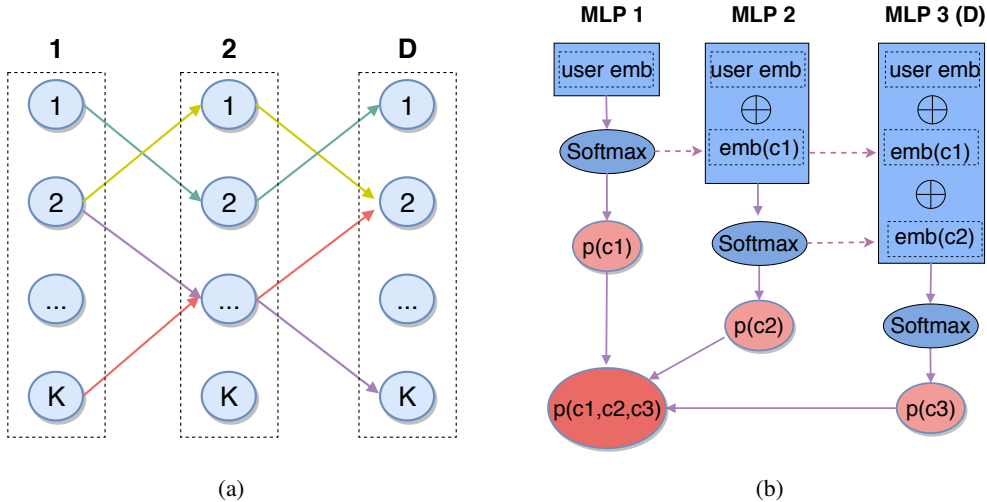 1 2 D
1 1 1
2 2 2
... ... ...
K K K
(a)
MLP 1 MLP 2 MLP 3 (D)
user emb user emb user emb
Softmax emb(c1) emb(c1)
p(c1) Softmax emb(c2)
p(c2) Softmax
p(c1,c2,c3) p(c3)
(b)